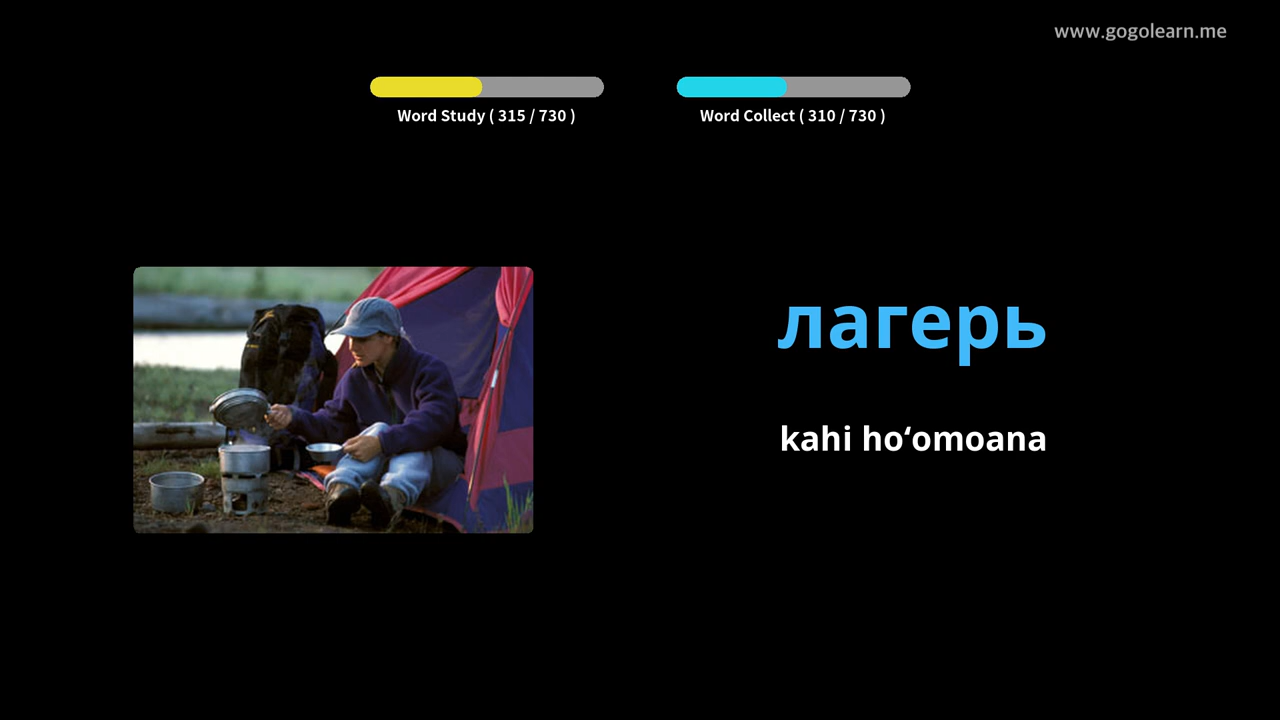 www.gogolearn.me
Word Study ( 315 / 730 )
Word Collect ( 310 / 730 )
лагерь
kahi hoʻomoana